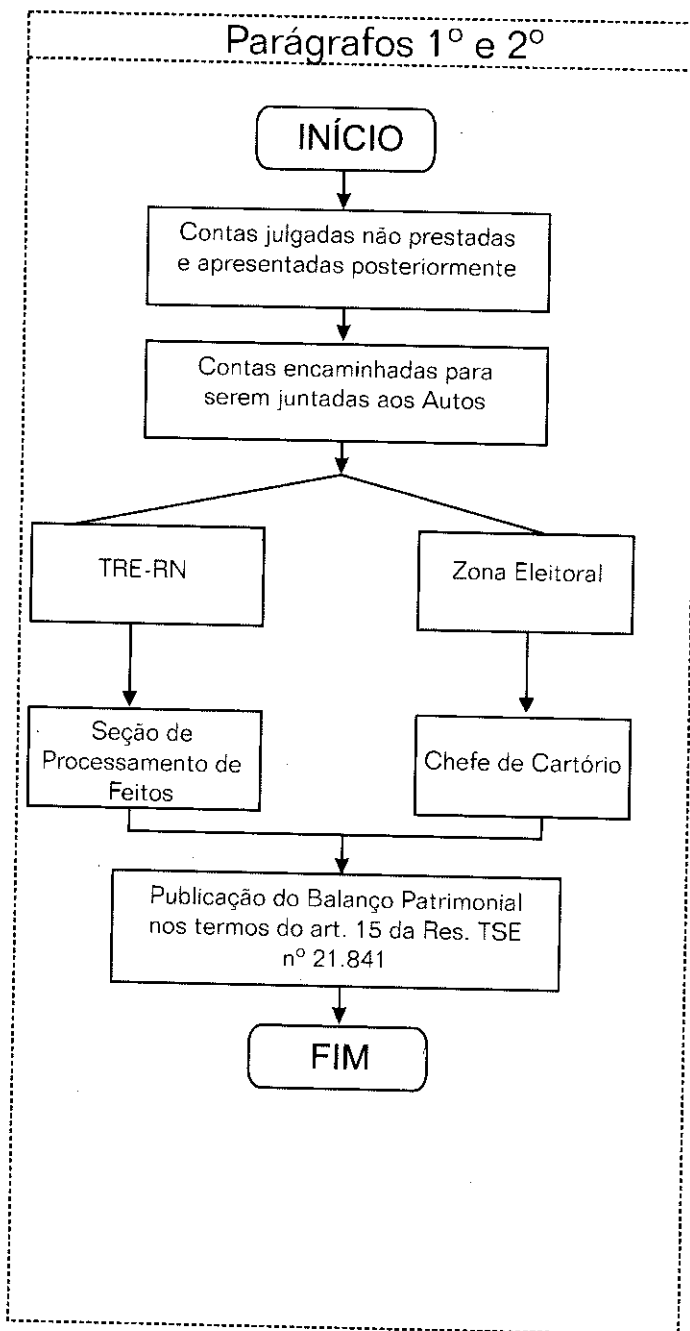 Parágrafos 1º e 2º
INÍCIO
Contas julgadas não prestadas
e apresentadas posteriormente
Contas encaminhadas para
serem juntadas aos Autos
TRE-RN
Zona Eleitoral
Seção de
Processamento de
Feitos
Chefe de Cartório
Publicação do Balanço Patrimonial
nos termos do art. 15 da Res. TSE
nº 21.841
FIM